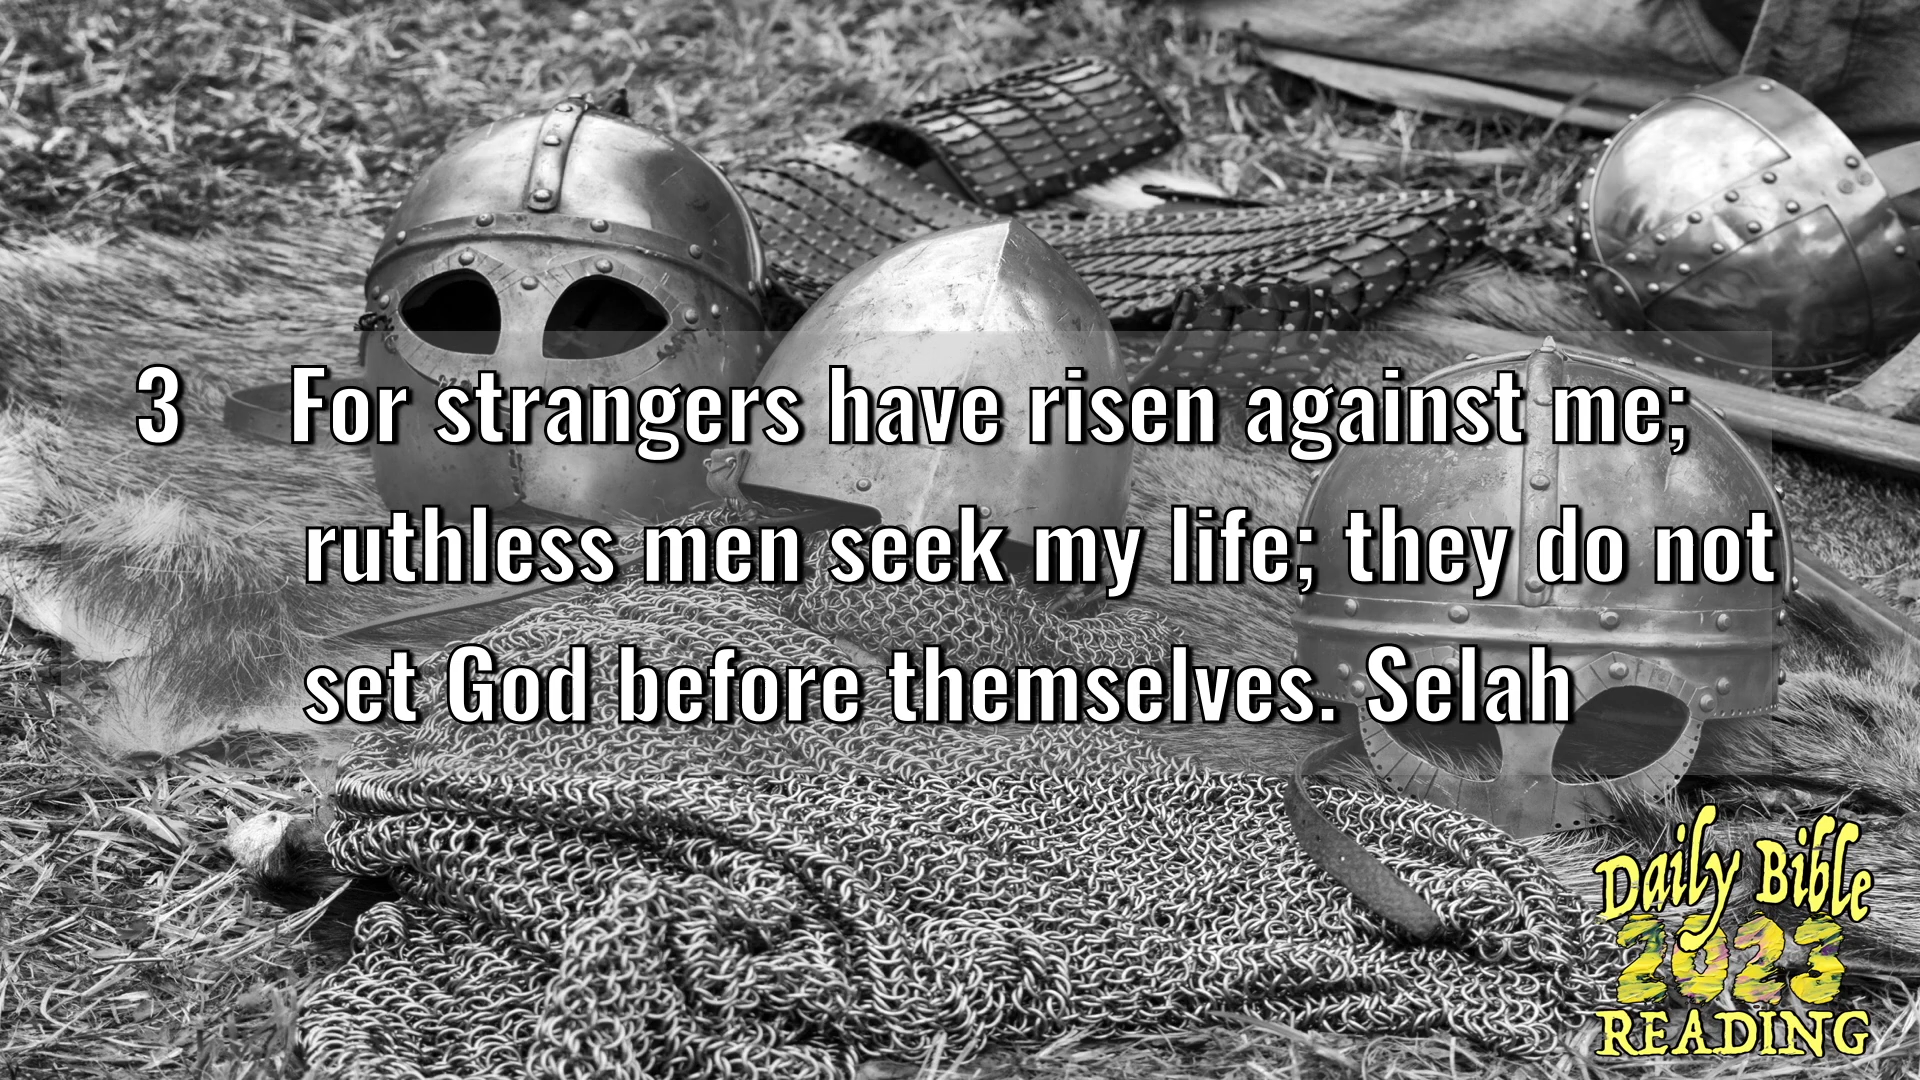 3 For strangers have risen against me;
ruthless men seek my life; they do not
set God before themselves. Selah
Daily Bible
2023
READING